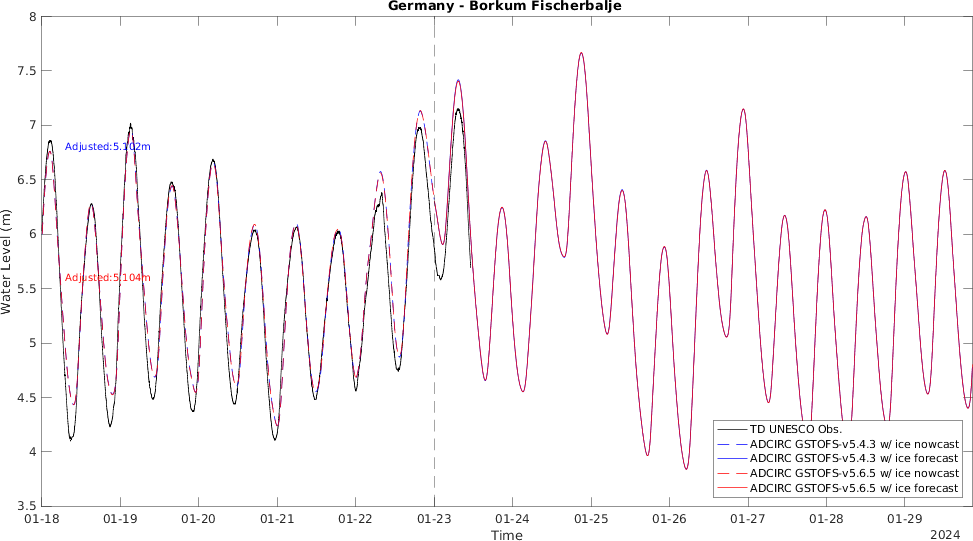 Germany - Borkum Fischerbalje
8
7.5
7
6.5
6
5.5
5
4.5
4
3.5
Water Level (m)
Adjusted:5.102m
Adjusted:5.104m
TD UNESCO Obs.
ADCIRC GSTOFS-v5.4.3 w/ ice nowcast
ADCIRC GSTOFS-v5.4.3 w/ ice forecast
ADCIRC GSTOFS-v5.6.5 w/ ice nowcast
ADCIRC GSTOFS-v5.6.5 w/ ice forecast
01-18 01-19 01-20 01-21 01-22 01-23 01-24 01-25 01-26 01-27 01-28 01-29
Time
2024